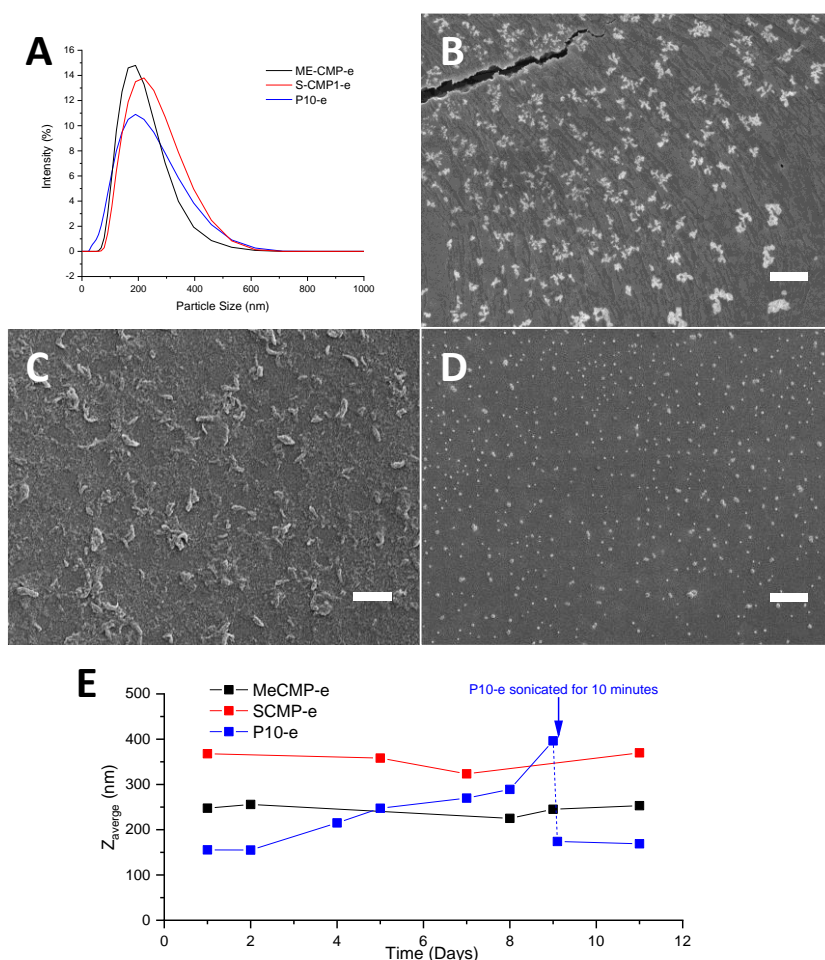 A
16
14
12
10
8
6
4
2
0
-2
Intensity (%)
ME-CMP-e
S-CMP1-e
P10-e
0 200 400 600 800 1000
Particle Size (nm)
B
C
D
E
500
400
300
200
100
0
Zaverge (nm)
MeCMP-e
SCMP-e
P10-e
P10-e sonicated for 10 minutes
0 2 4 6 8 10 12
Time (Days)